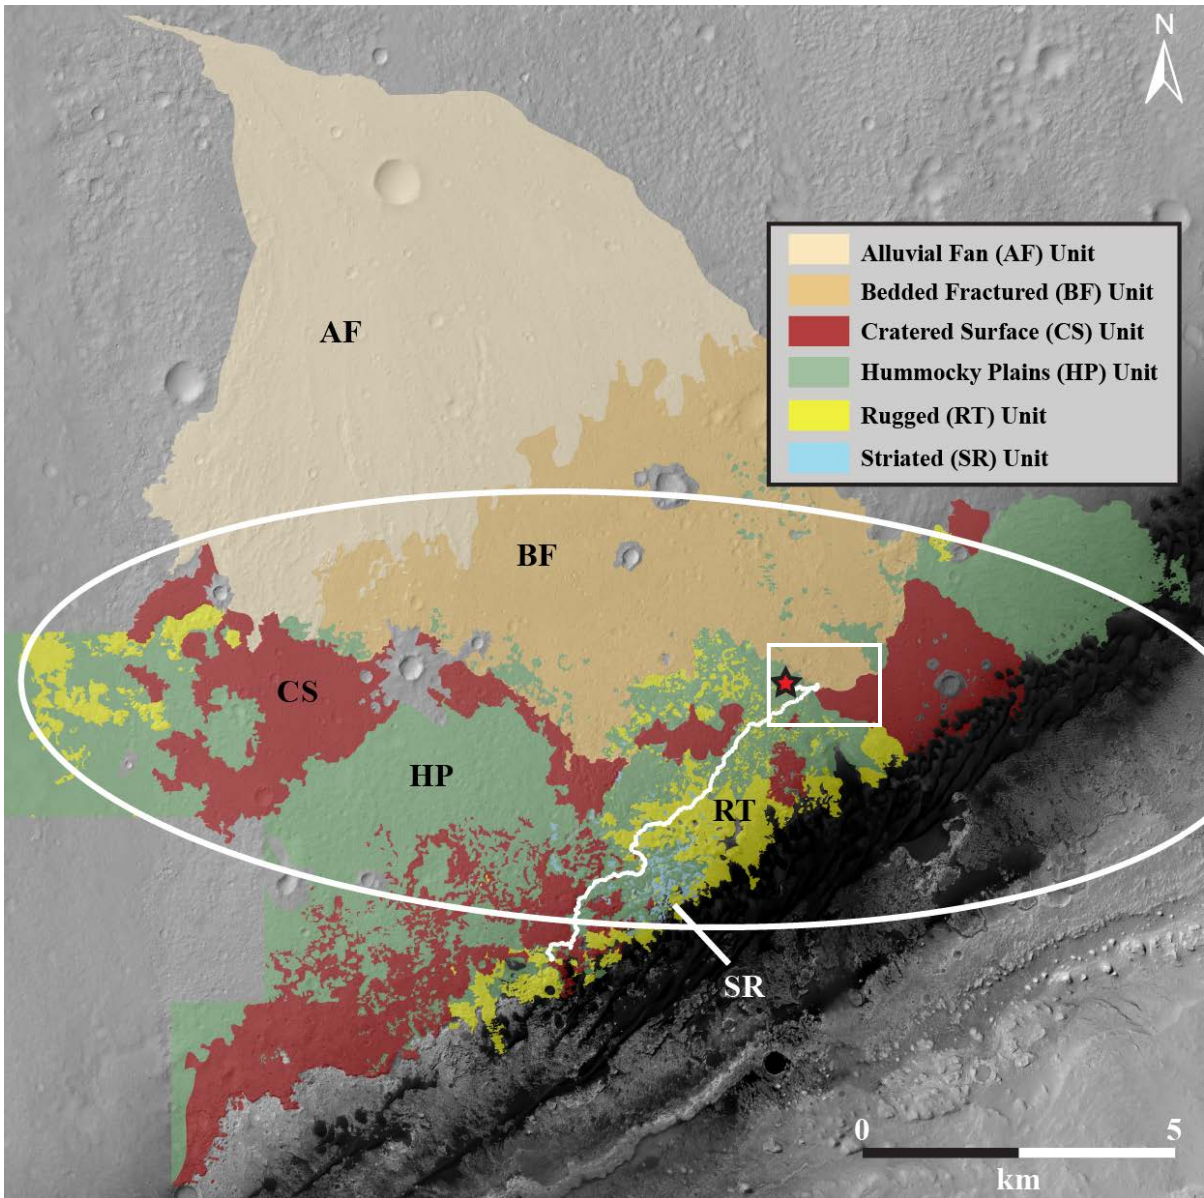 N
Alluvial Fan (AF) Unit
Bedded Fractured (BF) Unit
Cratered Surface (CS) Unit
Hummocky Plains (HP) Unit
Rugged (RT) Unit
Striated (SR) Unit
AF
BF
CS
HP
RT
SR
0 5
km